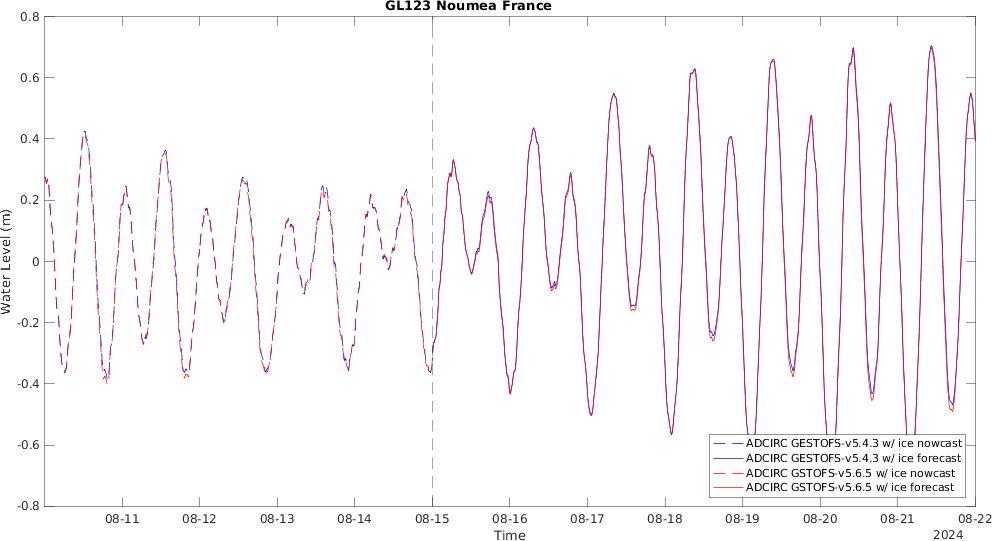 GL123 Noumea France
0.8
0.6
0.4
0.2
0
-0.2
-0.4
-0.6
-0.8
Water Level (m)
ADCIRC GESTOFS-v5.4.3 w/ ice nowcast
ADCIRC GESTOFS-v5.4.3 w/ ice forecast
ADCIRC GSTOFS-v5.6.5 w/ ice nowcast
ADCIRC GSTOFS-v5.6.5 w/ ice forecast
08-11 08-12 08-13 08-14 08-15 08-16 08-17 08-18 08-19 08-20 08-21 08-22
Time
2024